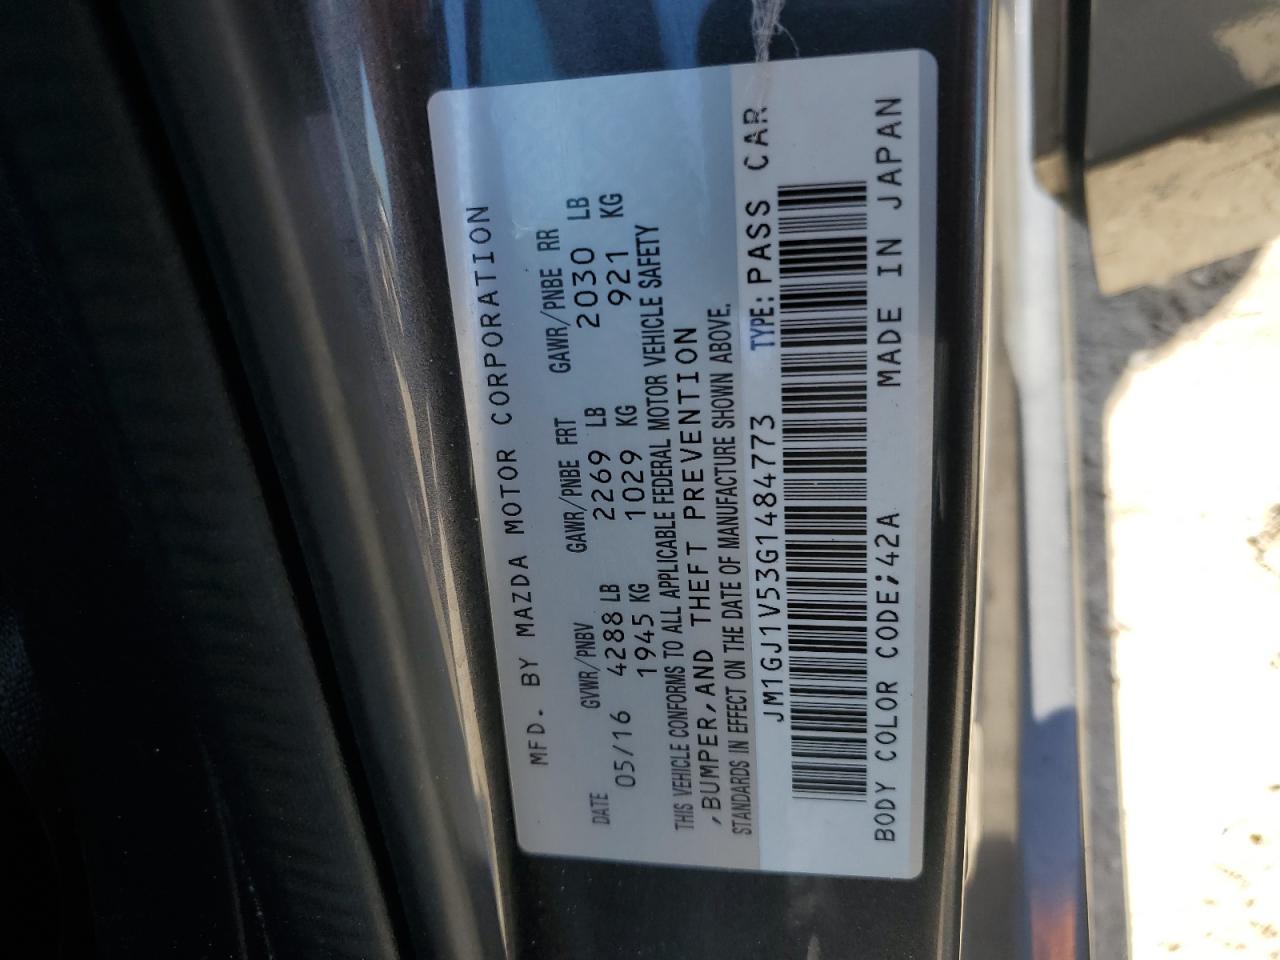 MFD. BY MAZDA MOTOR CORPORATION
DATE GVWR/PNBV GAWR/PNBE FRT GAWR/PNBE RR
05/16 4288 LB 2269 LB 2030 LB
1945 KG 1029 KG 921 KG
THIS VEHICLE CONFORMS TO ALL APPLICABLE FEDERAL MOTOR VEHICLE SAFETY
,BUMPER,AND THEFT PREVENTION
STANDARDS IN EFFECT ON THE DATE OF MANUFACTURE SHOWN ABOVE.
JM1GJ1V53G1484773 TYPE: PASS CAR
BODY COLOR CODE;42A MADE IN JAPAN